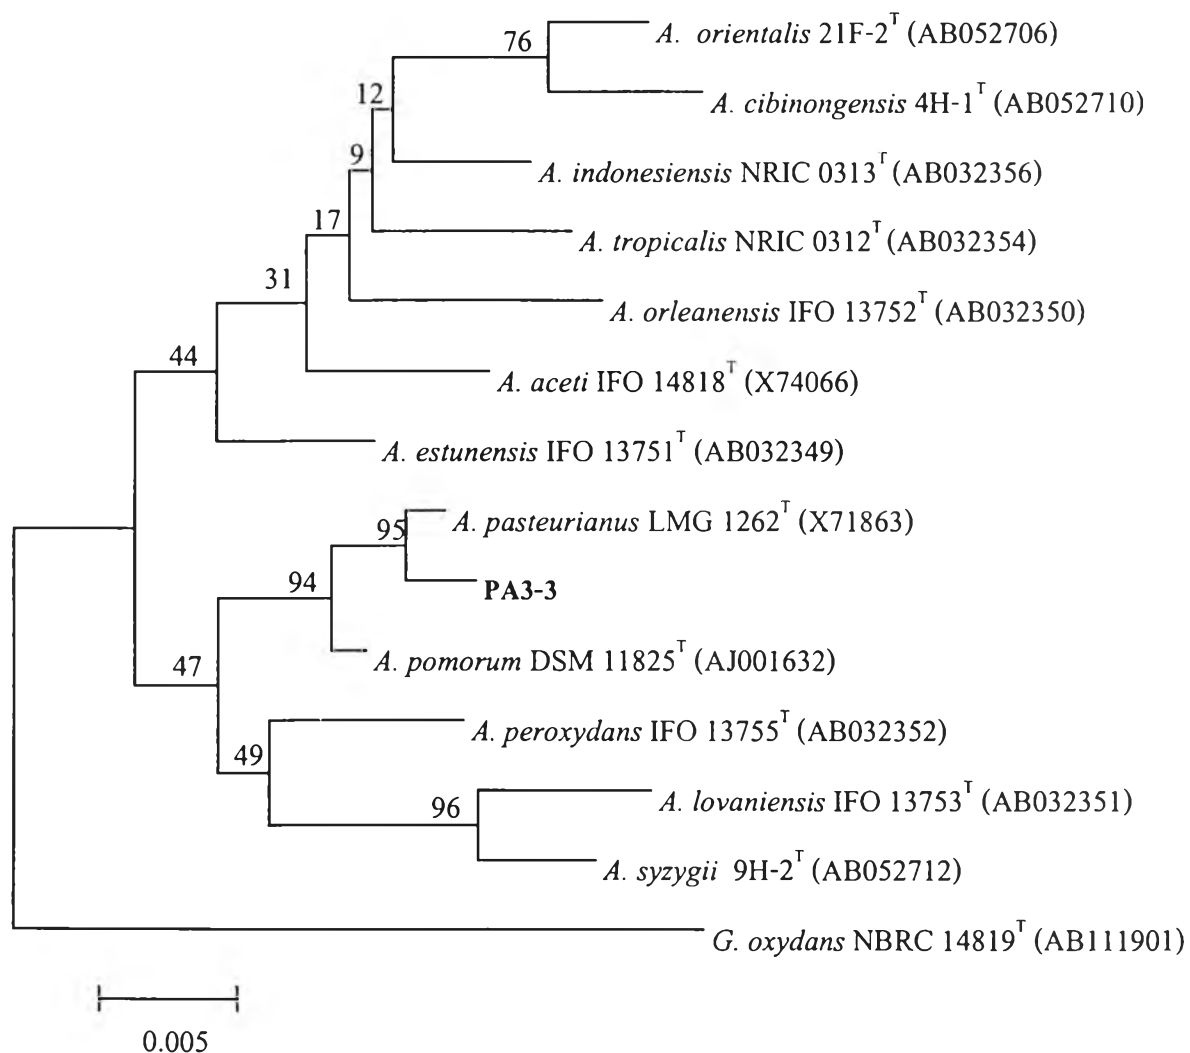 76
A. orientalis 21F-2ᵀ (AB052706)
A. cibinongensis 4H-1ᵀ (AB052710)
12
A. indonesiensis NRIC 0313ᵀ (AB032356)
9
A. tropicalis NRIC 0312ᵀ (AB032354)
17
A. orleanensis IFO 13752ᵀ (AB032350)
31
A. aceti IFO 14818ᵀ (X74066)
44
A. estunensis IFO 13751ᵀ (AB032349)
A. pasteurianus LMG 1262ᵀ (X71863)
95
PA3-3
94
A. pomorum DSM 11825ᵀ (AJ001632)
47
A. peroxydans IFO 13755ᵀ (AB032352)
49
A. lovaniensis IFO 13753ᵀ (AB032351)
96
A. syzygii 9H-2ᵀ (AB052712)
G. oxydans NBRC 14819ᵀ (AB111901)
0.005